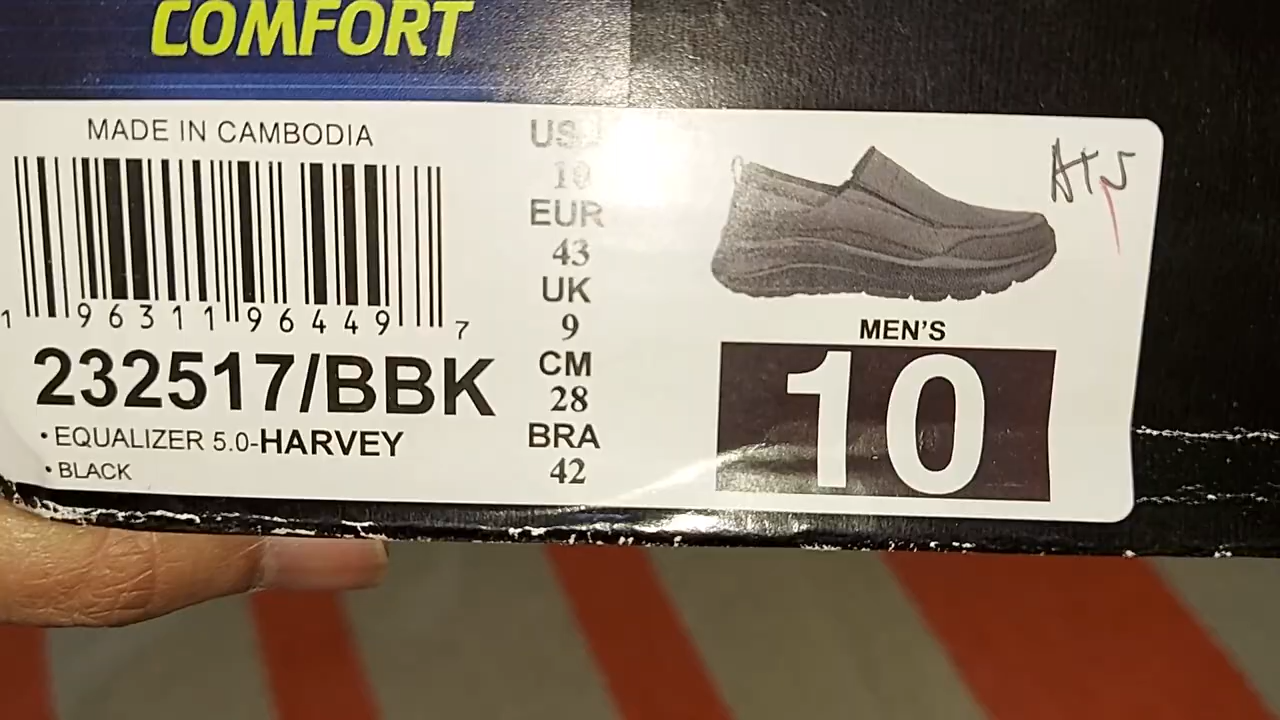 COMFORT
MADE IN CAMBODIA
1 96311 96449 7
232517/BBK
• EQUALIZER 5.0-HARVEY
• BLACK
US
10
EUR
43
UK
9
CM
28
BRA
42
MEN'S
10